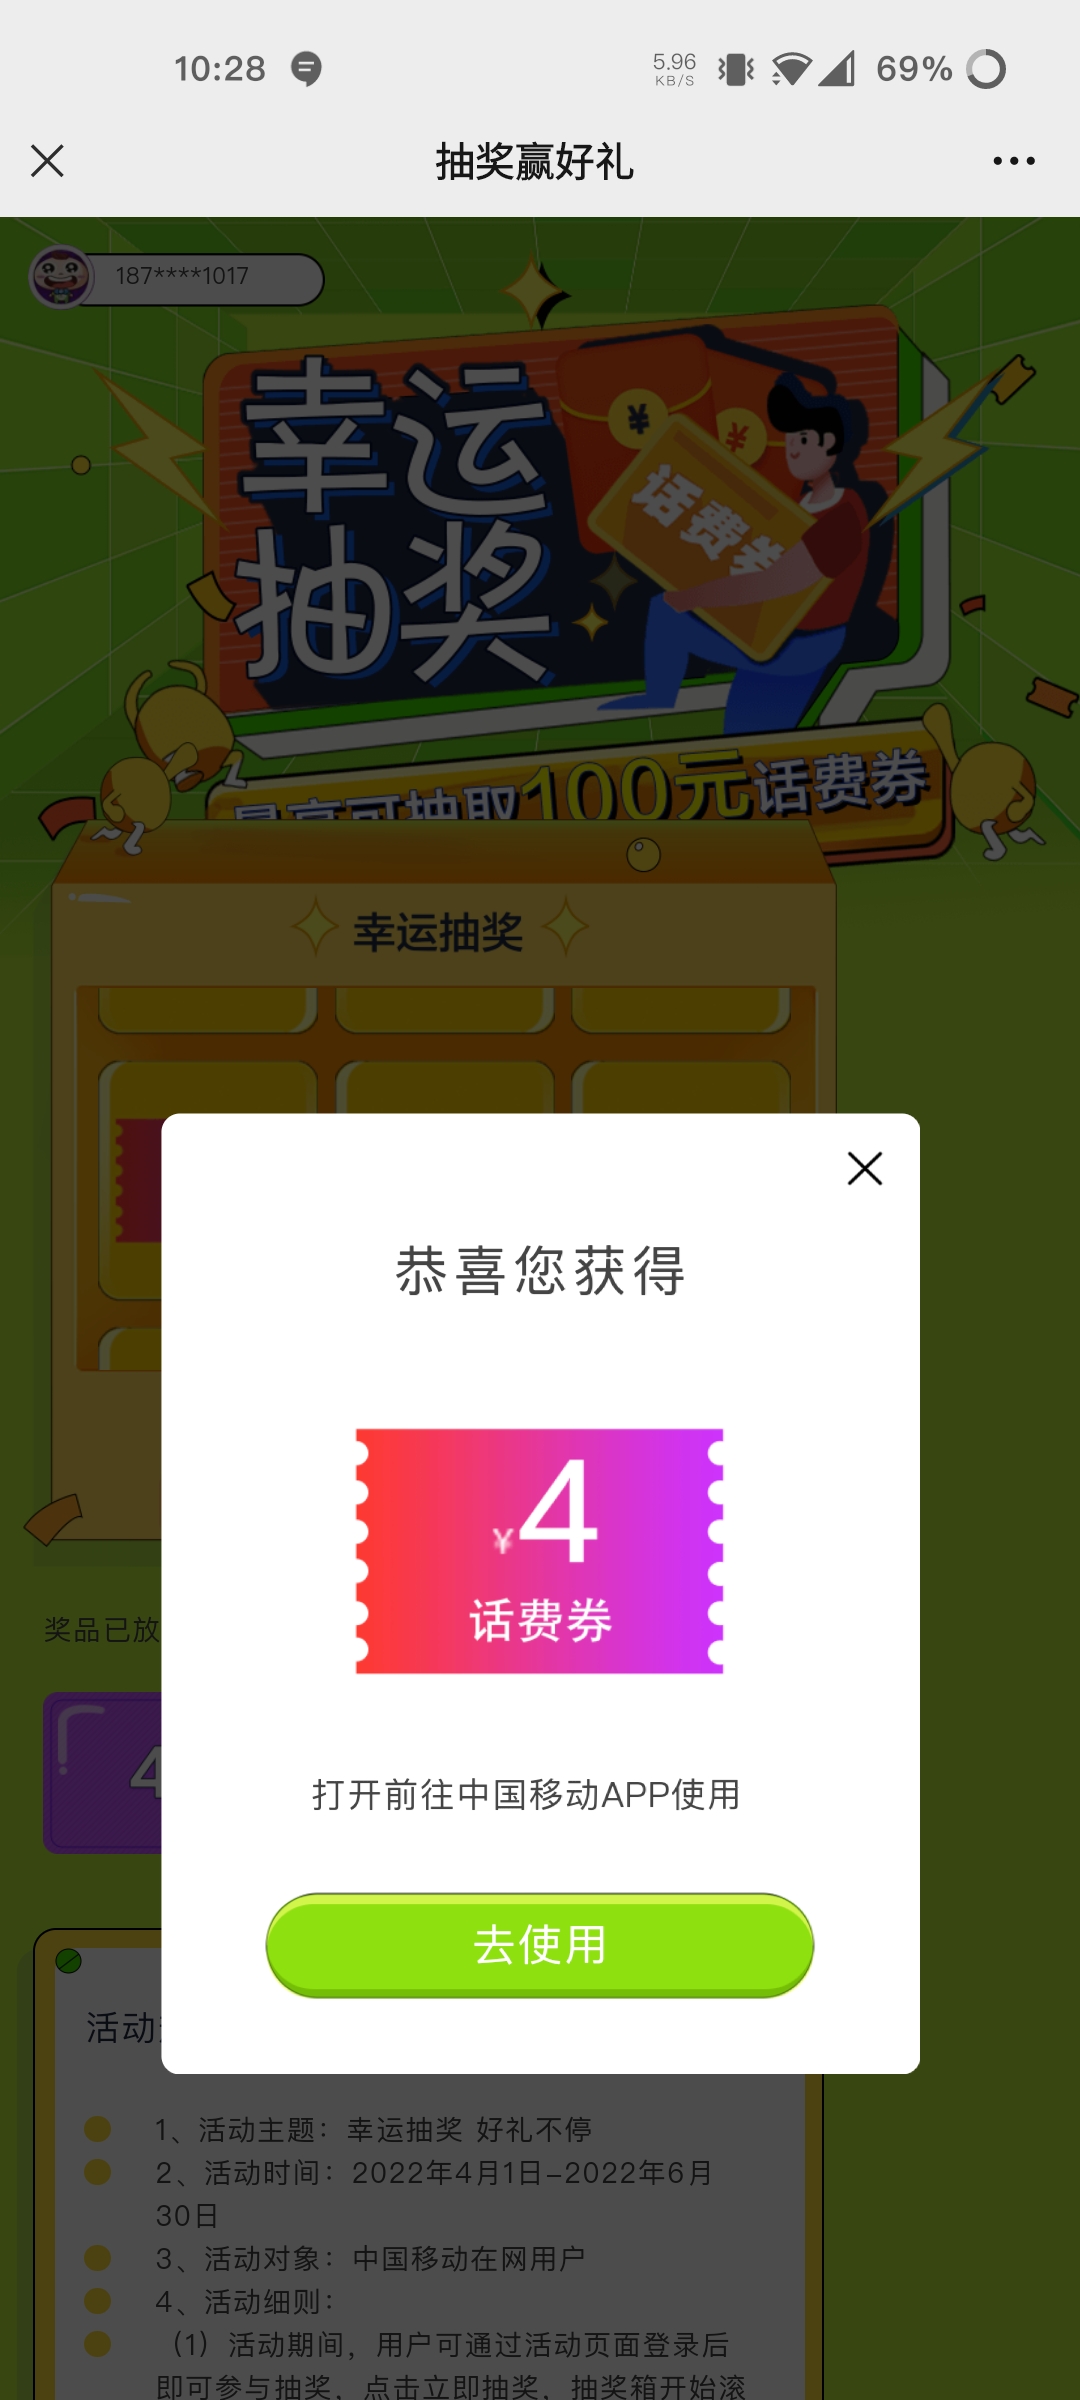 10:28
5.96
KB/S
69%
抽奖赢好礼
187****1017
幸运
抽奖
¥
¥
话费券
最高可抽取100元话费券
幸运抽奖
恭喜您获得
¥4
话费券
奖品已放
4
打开前往中国移动APP使用
去使用
活动
1、活动主题：幸运抽奖 好礼不停
2、活动时间：2022年4月1日-2022年6月
30日
3、活动对象：中国移动在网用户
4、活动细则：
（1）活动期间，用户可通过活动页面登录后
即可参与抽奖，点击立即抽奖，抽奖箱开始滚